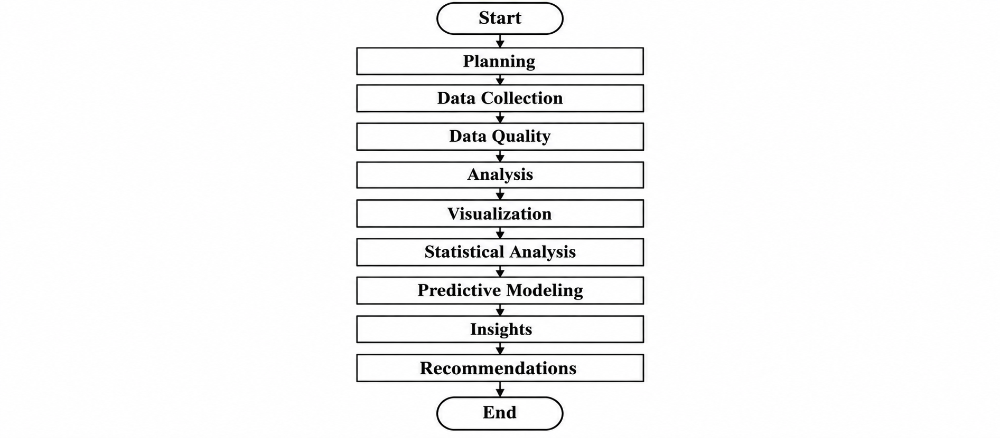 Start
Planning
Data Collection
Data Quality
Analysis
Visualization
Statistical Analysis
Predictive Modeling
Insights
Recommendations
End